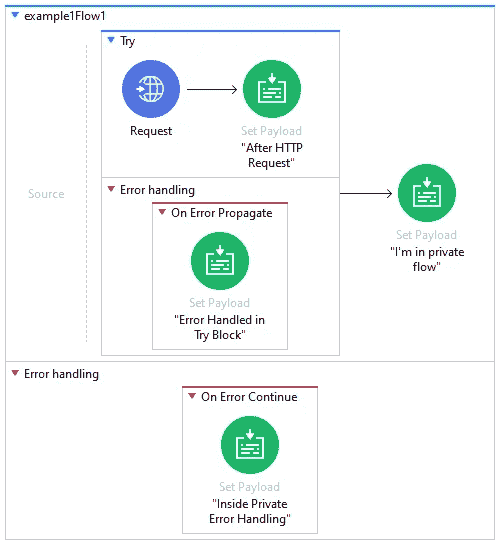 example1Flow1
Try
Request
Set Payload
"After HTTP
Request"
Error handling
On Error Propagate
Set Payload
"Error Handled in
Try Block"
Source
Set Payload
"I'm in private
flow"
Error handling
On Error Continue
Set Payload
"Inside Private
Error Handling"